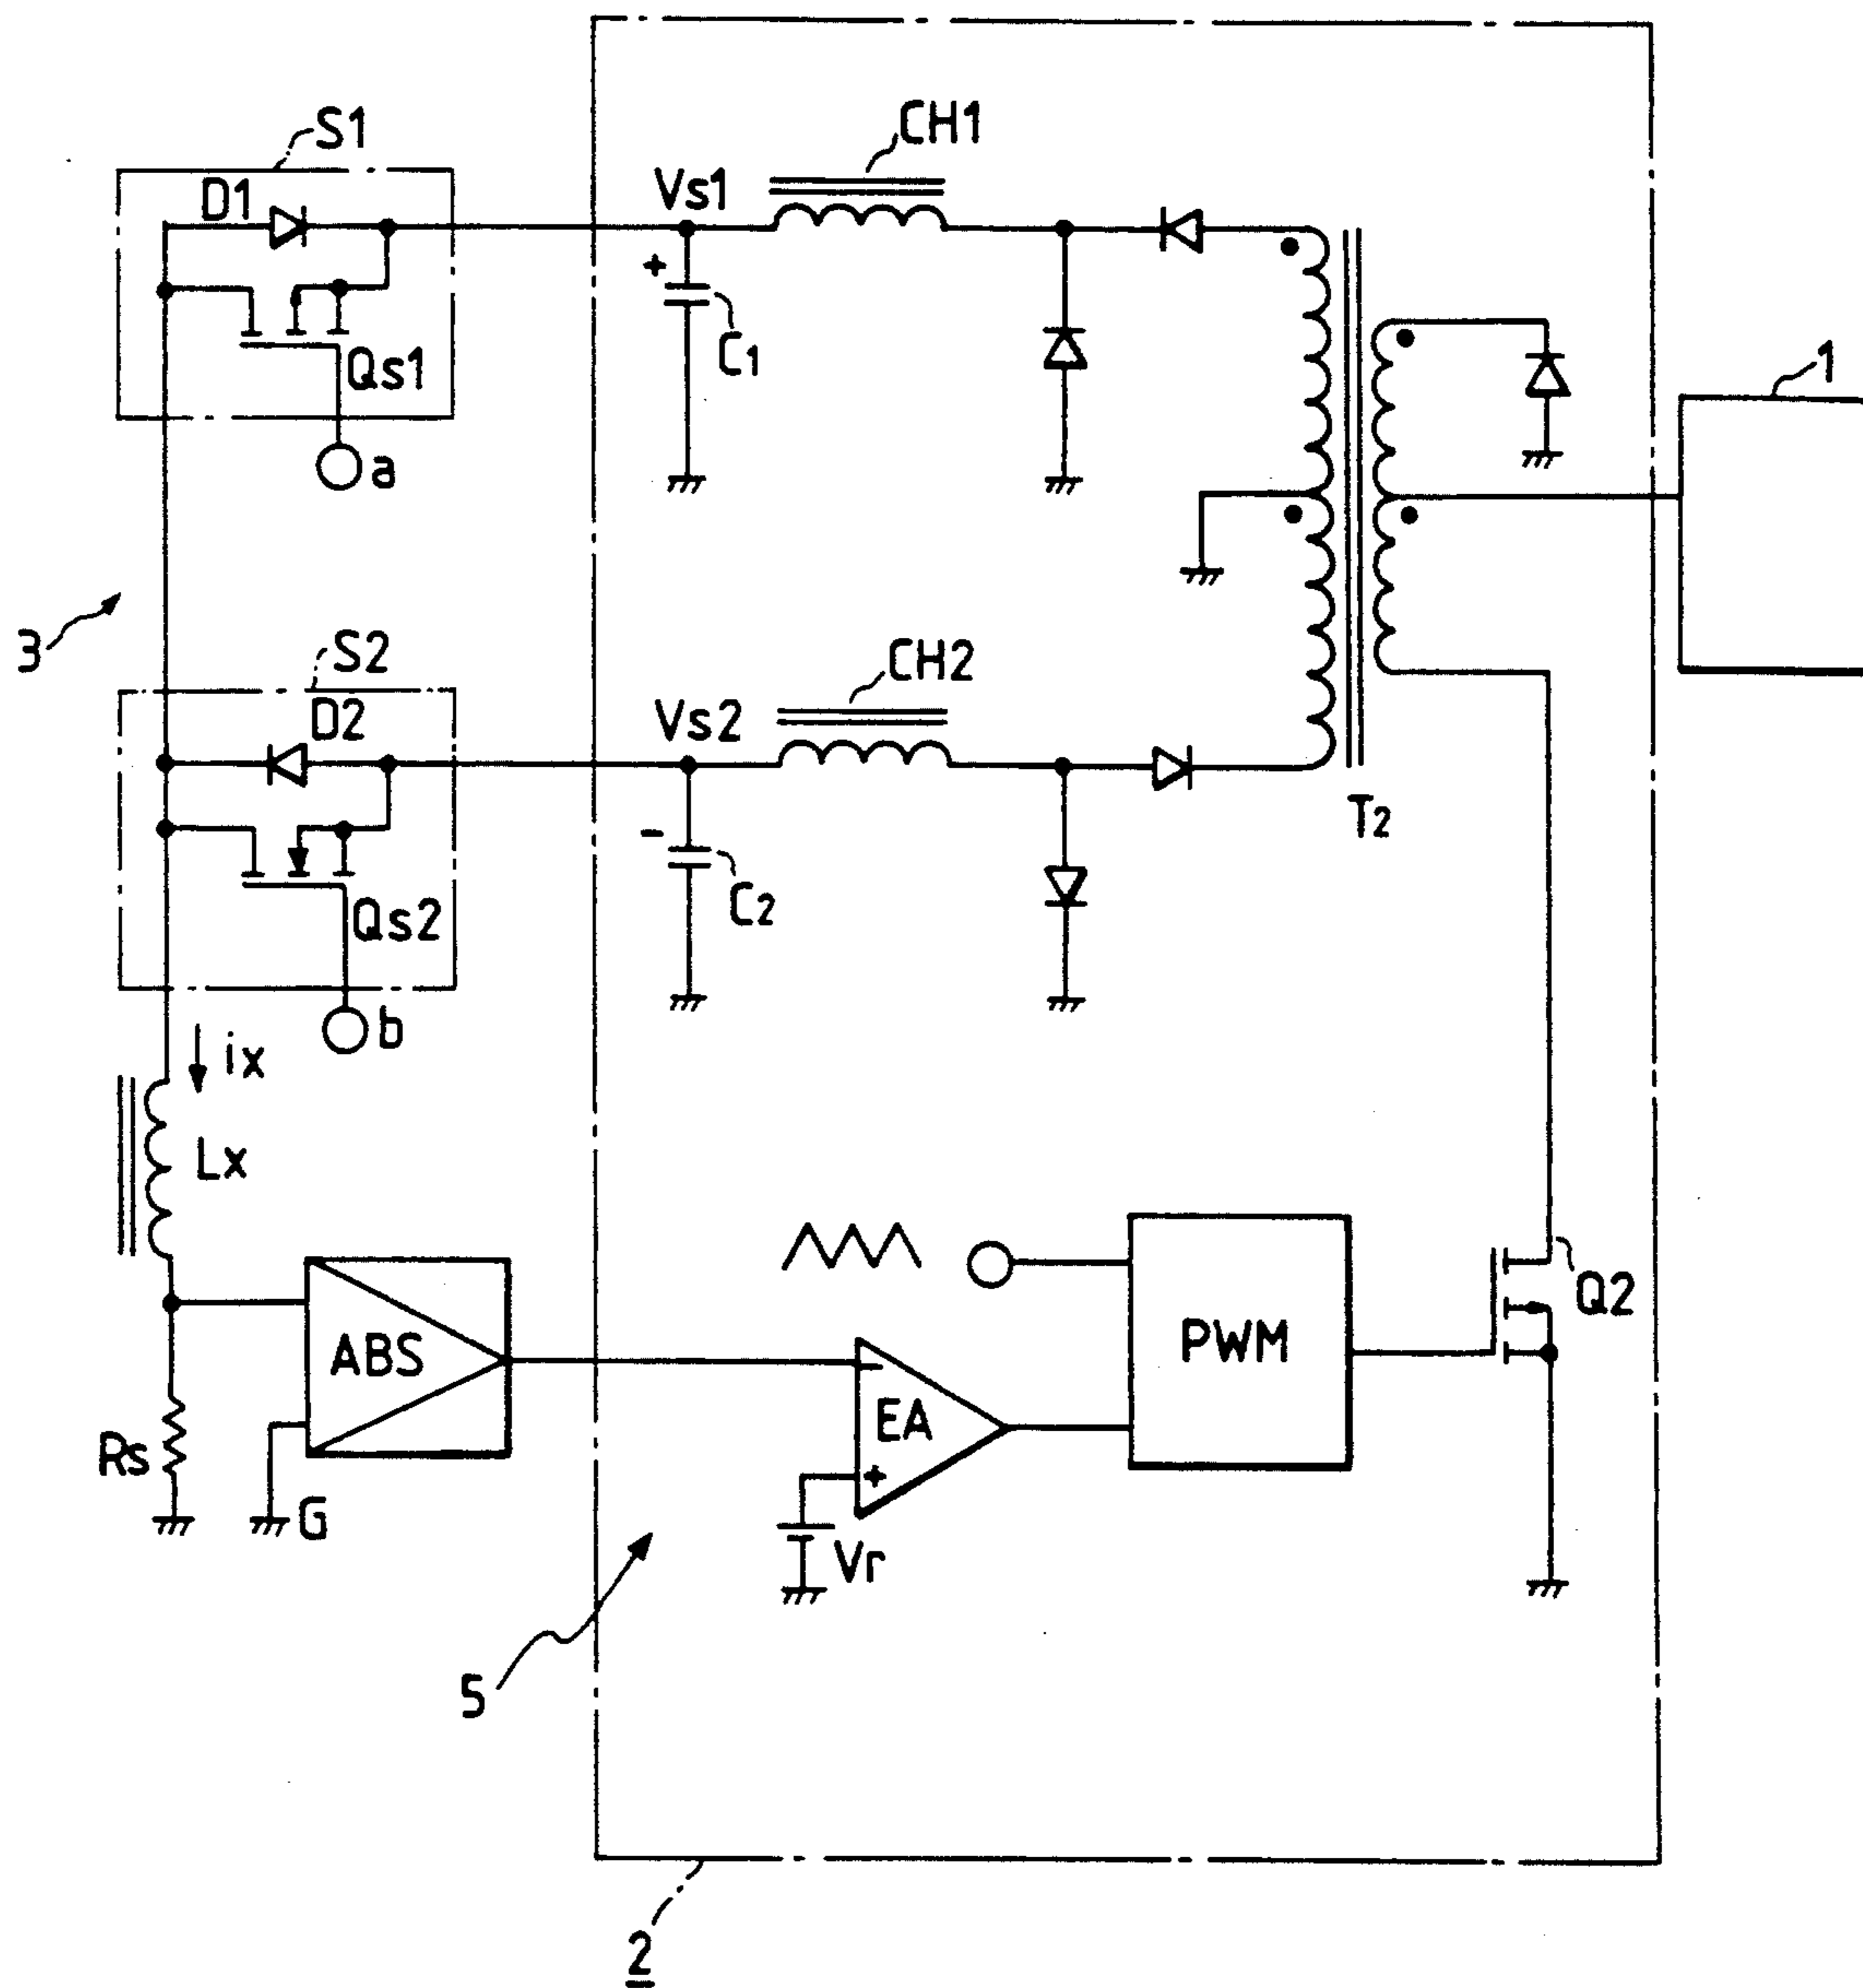 S1
CH1
D1
Vs1
+
C1
Qs1
1
a
3
S2
CH2
D2
Vs2
T2
-
C2
Qs2
b
ix
Lx
Q2
PWM
ABS
-
EA
Rs
+
G
Vr
5
2